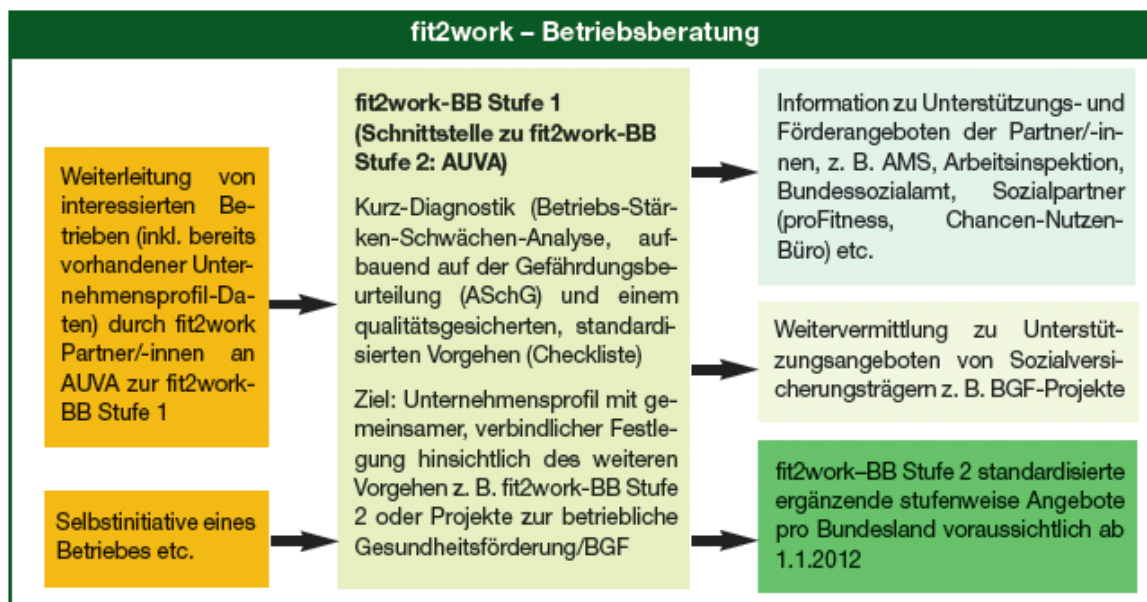 fit2work – Betriebsberatung
Weiterleitung von
interessierten Be-
trieben (inkl. bereits
vorhandener Unter-
nehmensprofil-Da-
ten) durch fit2work
Partner/-innen an
AUVA zur fit2work-
BB Stufe 1
Selbstinitiative eines
Betriebes etc.
fit2work-BB Stufe 1
(Schnittstelle zu fit2work-BB
Stufe 2: AUVA)
Kurz-Diagnostik (Betriebs-Stär-
ken-Schwächen-Analyse, auf-
bauend auf der Gefährdungsbe-
urteilung (ASchG) und einem
qualitätsgesicherten, standardi-
sierten Vorgehen (Checkliste)
Ziel: Unternehmensprofil mit ge-
meinsamer, verbindlicher Festle-
gung hinsichtlich des weiteren
Vorgehen z. B. fit2work-BB Stufe
2 oder Projekte zur betriebliche
Gesundheitsförderung/BGF
Information zu Unterstützungs- und
Förderangeboten der Partner/-in-
nen, z. B. AMS, Arbeitsinspektion,
Bundessozialamt, Sozialpartner
(proFitness, Chancen-Nutzen-
Büro) etc.
Weitervermittlung zu Unterstüt-
zungsangeboten von Sozialversi-
cherungsträgern z. B. BGF-Projekte
fit2work–BB Stufe 2 standardisierte
ergänzende stufenweise Angebote
pro Bundesland voraussichtlich ab
1.1.2012